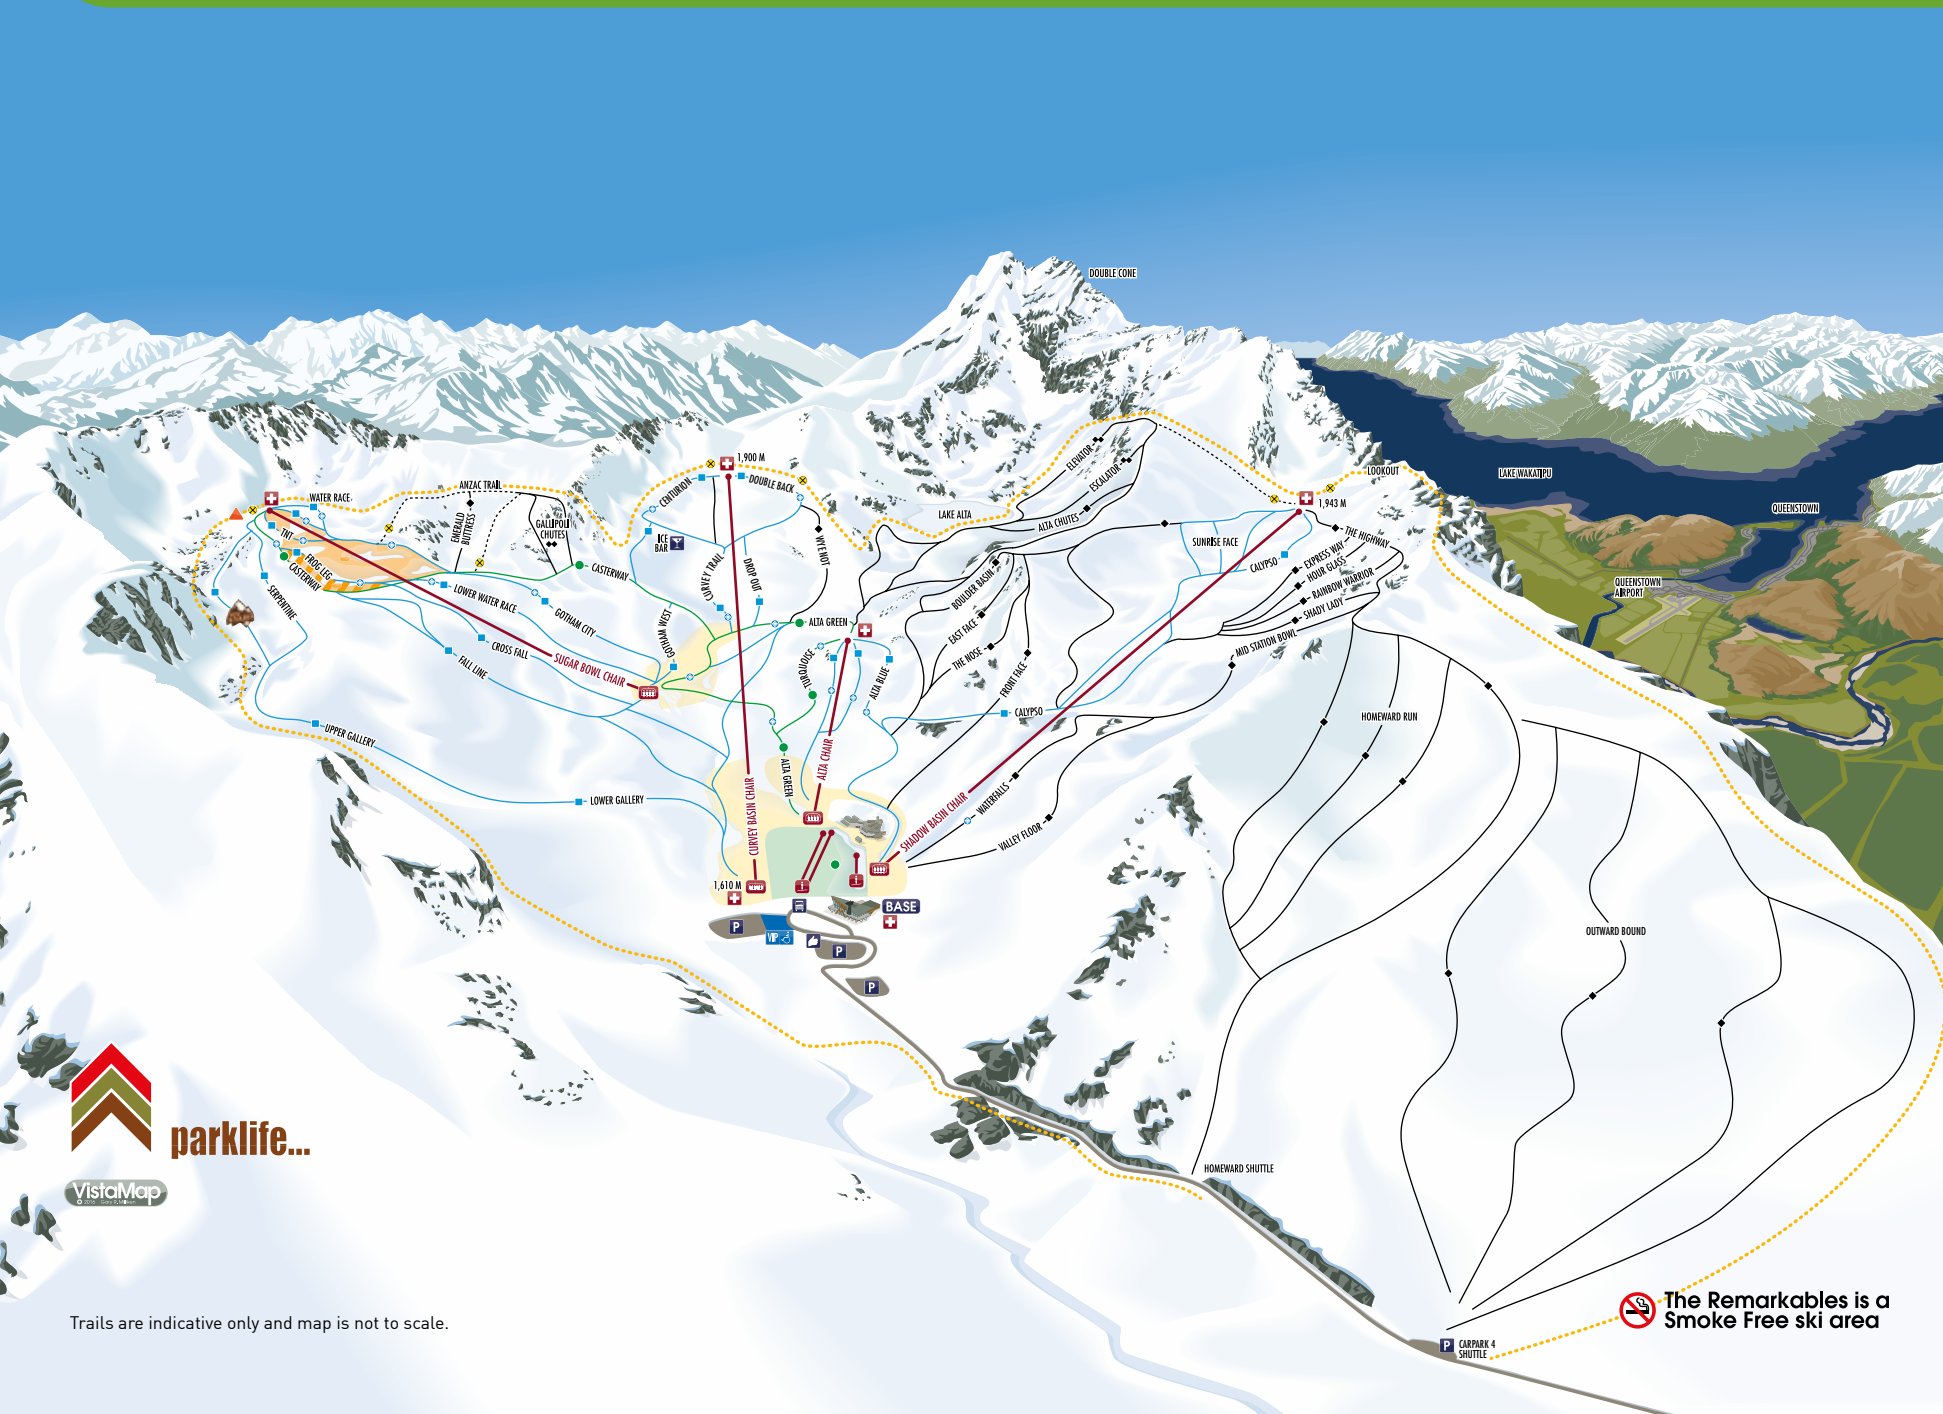 DOUBLE CONE
LAKE WAKATIPU
QUEENSTOWN
QUEENSTOWN
AIRPORT
LOOKOUT
1,943 M
1,900 M
CENTURION
DOUBLE BACK
ANZAC TRAIL
WATER RACE
EMERALD
BUTTRESS
GALLIPOLI
CHUTES
ICE
BAR
WYE NOT
LAKE ALTA
ELEVATOR
ESCALATOR
ALTA CHUTES
SUNRISE FACE
CALYPSO
THE HIGHWAY
EXPRESS WAY
HOUR GLASS
RAINBOW WARRIOR
SHADY LADY
MID STATION BOWL
TNT
FROG LEG
CASTERWAY
SERPENTINE
CASTERWAY
LOWER WATER RACE
GOTHAM CITY
CROSS FALL
FALL LINE
SUGAR BOWL CHAIR
GOTHAM WEST
CURVEY TRAIL
DROP OUT
ALTA GREEN
TURQUOISE
ALTA BLUE
BOULDER BASIN
EAST FACE
THE NOSE
FRONT FACE
CALYPSO
HOMEWARD RUN
UPPER GALLERY
LOWER GALLERY
CURVEY BASIN CHAIR
ALTA GREEN
ALTA CHAIR
SHADOW BASIN CHAIR
WATERFALLS
VALLEY FLOOR
1,610 M
BASE
P
VIP
P
P
OUTWARD BOUND
HOMEWARD SHUTTLE
parklife...
VistaMap
© 2016 Gary R. Milliken
Trails are indicative only and map is not to scale.
The Remarkables is a
Smoke Free ski area
P
CARPARK 4
SHUTTLE